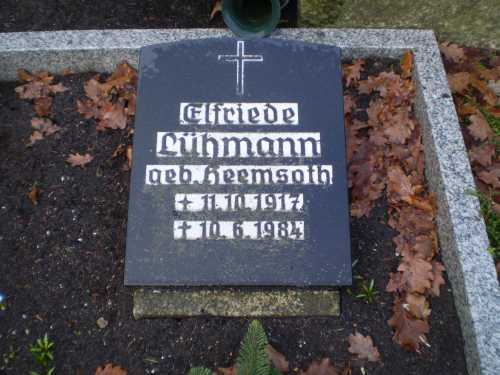 Elfriede
Lühmann
geb. Heemsoth
† 11.10.1917
† 10.6.1984